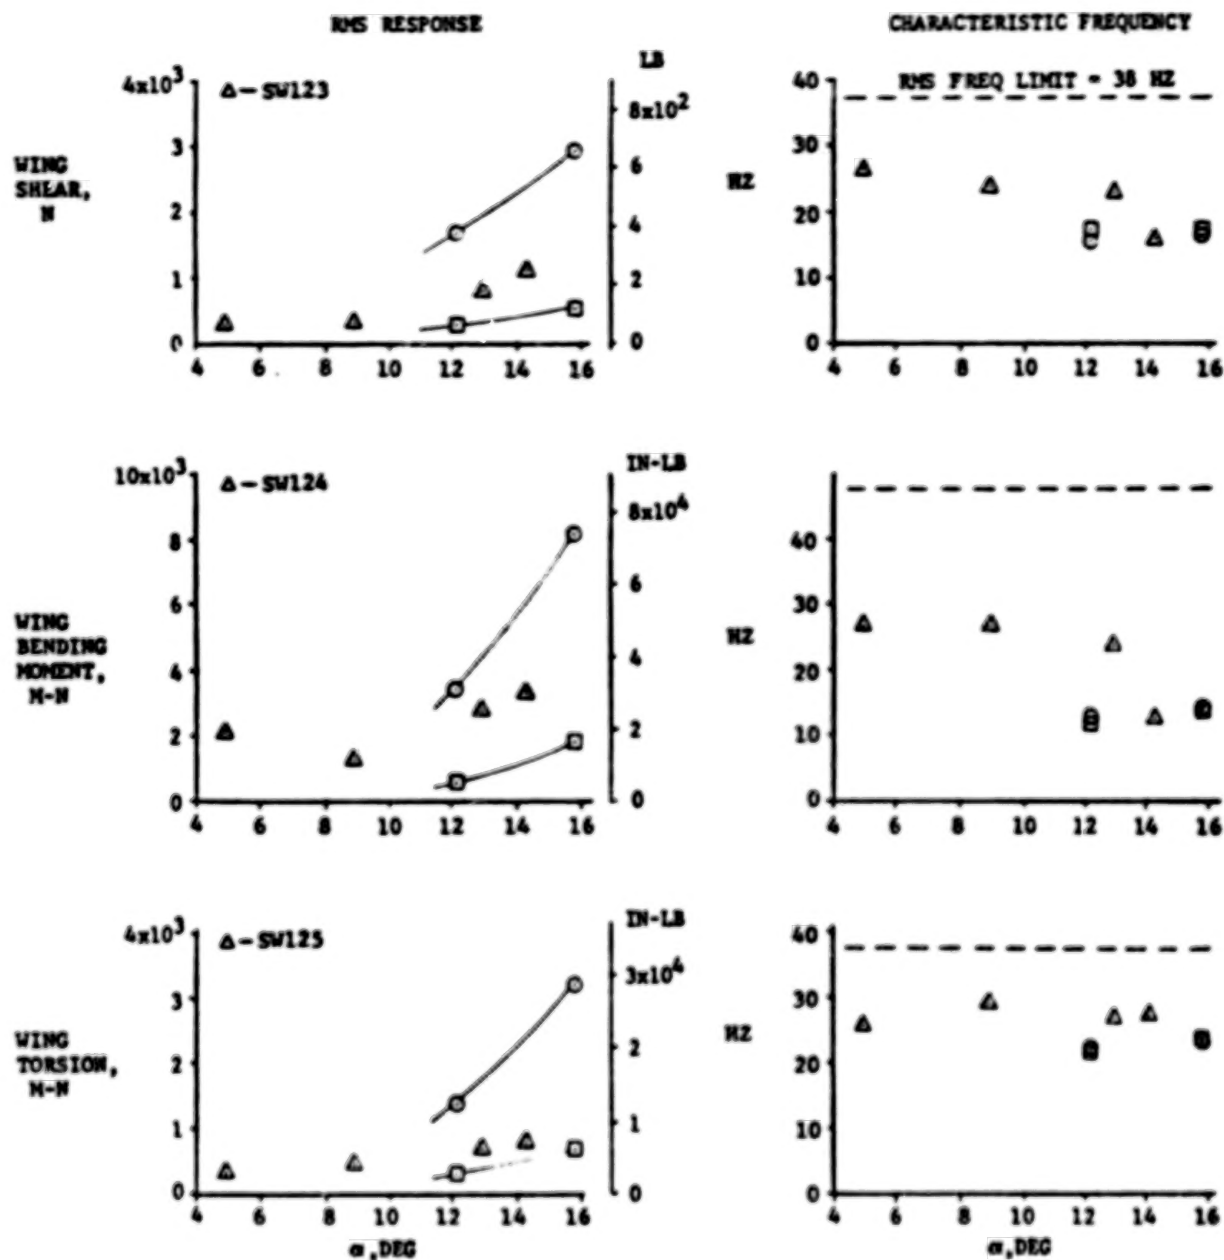 RMS RESPONSE
CHARACTERISTIC FREQUENCY
WING
SHEAR,
N
4x10³
3
2
1
0
Δ-SW123
LB
8x10²
6
4
2
0
4 6 8 10 12 14 16
HZ
40
30
20
10
0
RMS FREQ LIMIT = 38 HZ
4 6 8 10 12 14 16
WING
BENDING
MOMENT,
M-N
10x10³
8
6
4
2
0
Δ-SW124
IN-LB
8x10⁴
6
4
2
0
4 6 8 10 12 14 16
HZ
40
30
20
10
0
4 6 8 10 12 14 16
WING
TORSION,
M-N
4x10³
3
2
1
0
Δ-SW125
IN-LB
3x10⁴
2
1
0
4 6 8 10 12 14 16
α, DEG
HZ
40
30
20
10
0
4 6 8 10 12 14 16
α, DEG